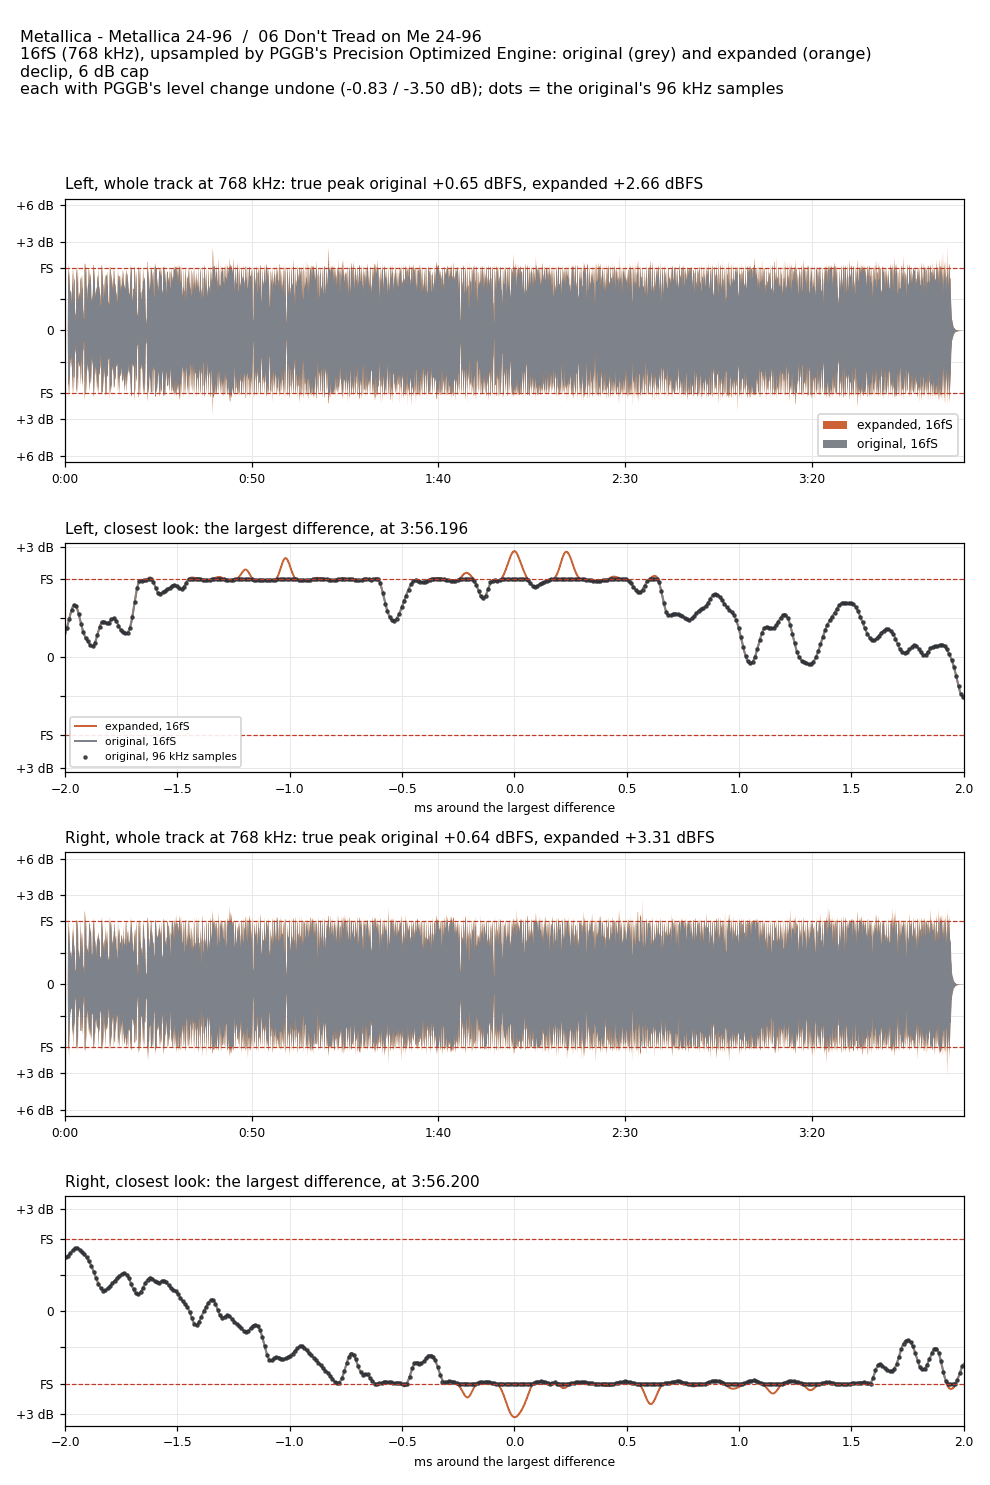 Metallica - Metallica 24-96  /  06 Don't Tread on Me 24-96
16fS (768 kHz), upsampled by PGGB's Precision Optimized Engine: original (grey) and expanded (orange)
declip, 6 dB cap
each with PGGB's level change undone (-0.83 / -3.50 dB); dots = the original's 96 kHz samples
Left, whole track at 768 kHz: true peak original +0.65 dBFS, expanded +2.66 dBFS
+6 dB
+3 dB
FS
0
FS
+3 dB
+6 dB
expanded, 16fS
original, 16fS
0:00 0:50 1:40 2:30 3:20
Left, closest look: the largest difference, at 3:56.196
+3 dB
FS
0
FS
+3 dB
expanded, 16fS
original, 16fS
original, 96 kHz samples
−2.0 −1.5 −1.0 −0.5 0.0 0.5 1.0 1.5 2.0
ms around the largest difference
Right, whole track at 768 kHz: true peak original +0.64 dBFS, expanded +3.31 dBFS
+6 dB
+3 dB
FS
0
FS
+3 dB
+6 dB
0:00 0:50 1:40 2:30 3:20
Right, closest look: the largest difference, at 3:56.200
+3 dB
FS
0
FS
+3 dB
−2.0 −1.5 −1.0 −0.5 0.0 0.5 1.0 1.5 2.0
ms around the largest difference